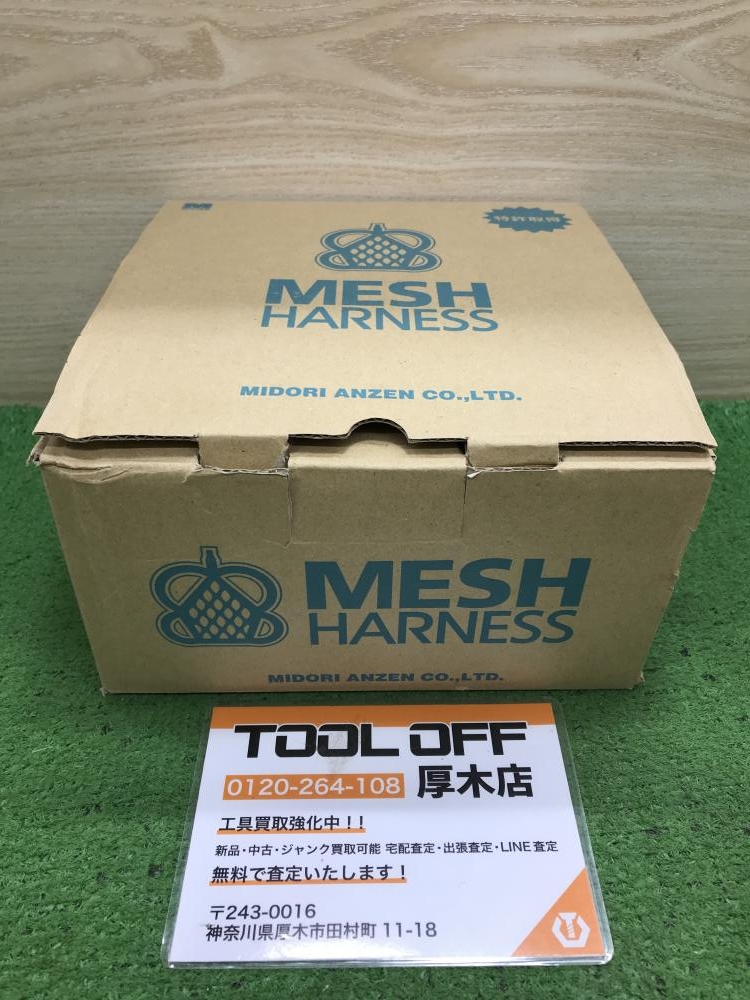 特許取得
MESH
HARNESS
MIDORI ANZEN CO.,LTD.
MESH
HARNESS
MIDORI ANZEN CO.,LTD.
TOOL OFF
0120-264-108 厚木店
工具買取強化中!!
新品・中古・ジャンク買取可能 宅配査定・出張査定・LINE査定
無料で査定いたします!
〒243-0016
神奈川県厚木市田村町11-18